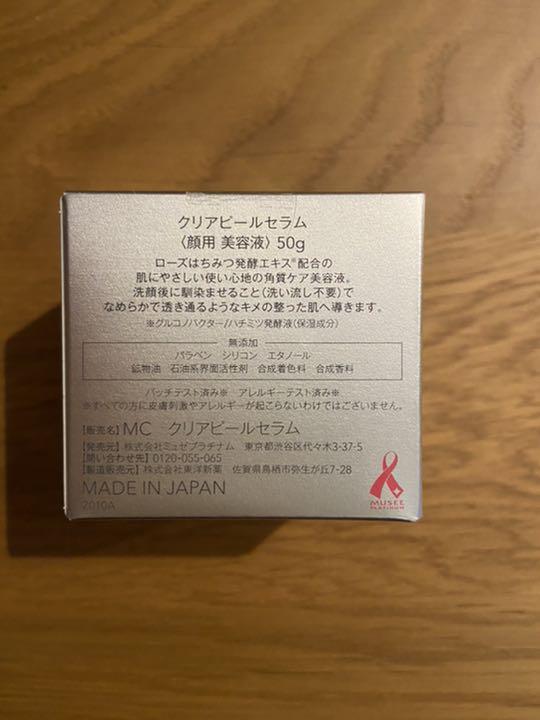 クリアピールセラム
〈顔用 美容液〉 50g
ローズはちみつ発酵エキス※配合の
肌にやさしい使い心地の角質ケア美容液。
洗顔後に馴染ませること(洗い流し不要)で
なめらかで透き通るようなキメの整った肌へ導きます。
※グルコノバクター/ハチミツ発酵液(保湿成分)
無添加
パラベン シリコン エタノール
鉱物油 石油系界面活性剤 合成着色料 合成香料
パッチテスト済み※ アレルギーテスト済み※
※すべての方に皮膚刺激やアレルギーが起こらないわけではございません。
【販売名】MC クリアピールセラム
【発売元】株式会社ミュゼプラチナム 東京都渋谷区代々木3-37-5
【問い合わせ先】0120-055-065
【製造販売元】株式会社東洋新薬 佐賀県鳥栖市弥生が丘7-28
MADE IN JAPAN
2010A
MUSEE
PLATINUM